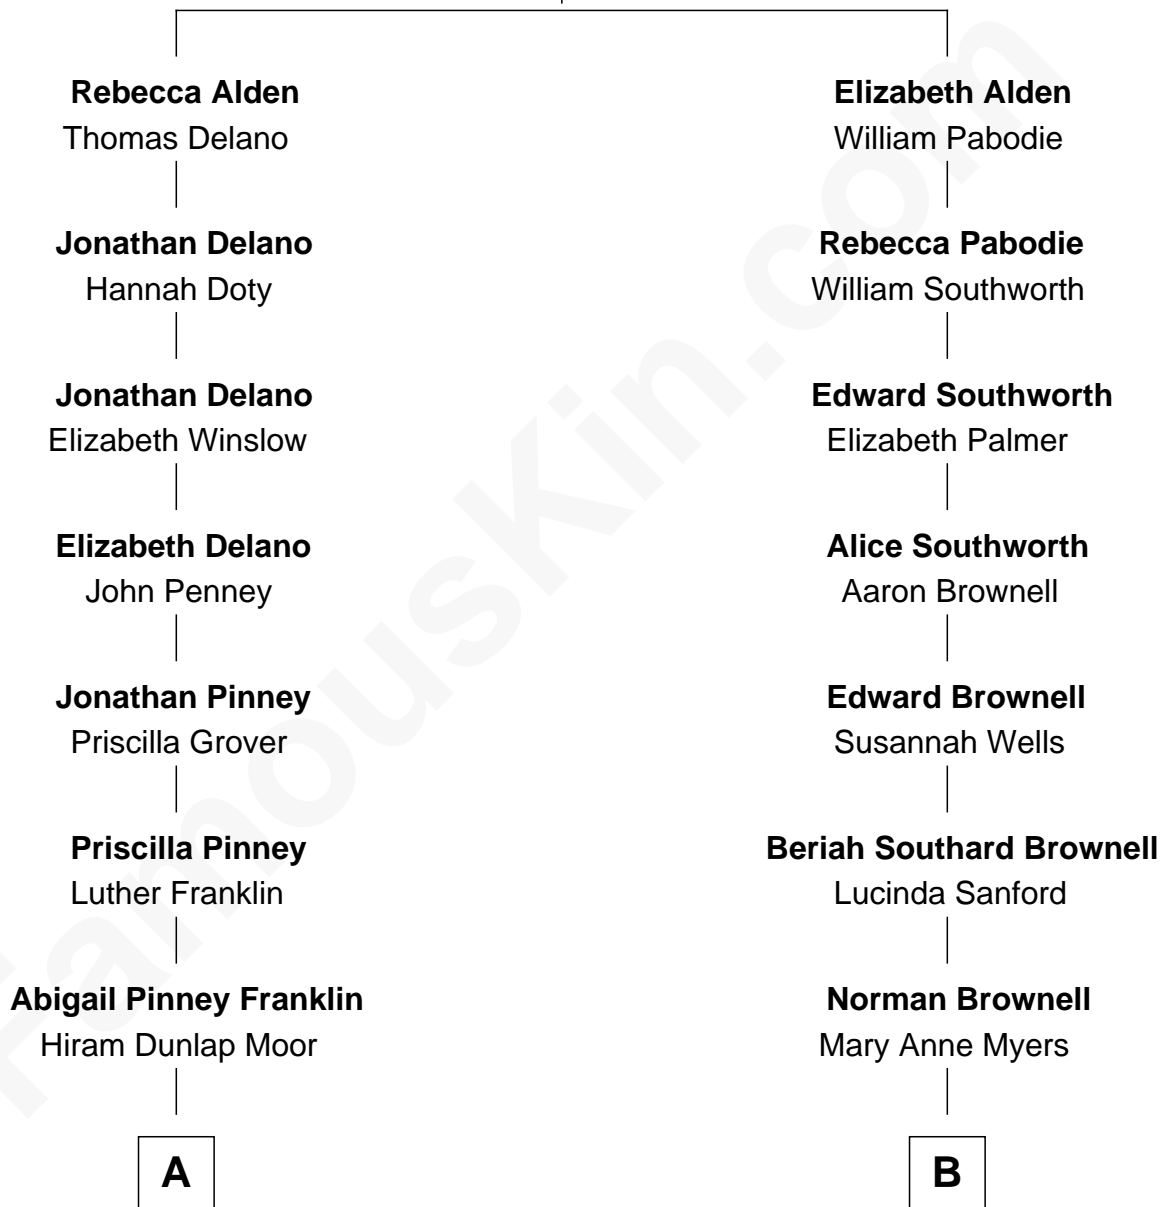 Rebecca Alden
Thomas Delano
Jonathan Delano
Hannah Doty
Jonathan Delano
Elizabeth Winslow
Elizabeth Delano
John Penney
Jonathan Pinney
Priscilla Grover
Priscilla Pinney
Luther Franklin
Abigail Pinney Franklin
Hiram Dunlap Moor
A
Elizabeth Alden
William Pabodie
Rebecca Pabodie
William Southworth
Edward Southworth
Elizabeth Palmer
Alice Southworth
Aaron Brownell
Edward Brownell
Susannah Wells
Beriah Southard Brownell
Lucinda Sanford
Norman Brownell
Mary Anne Myers
B
FamousKin.com